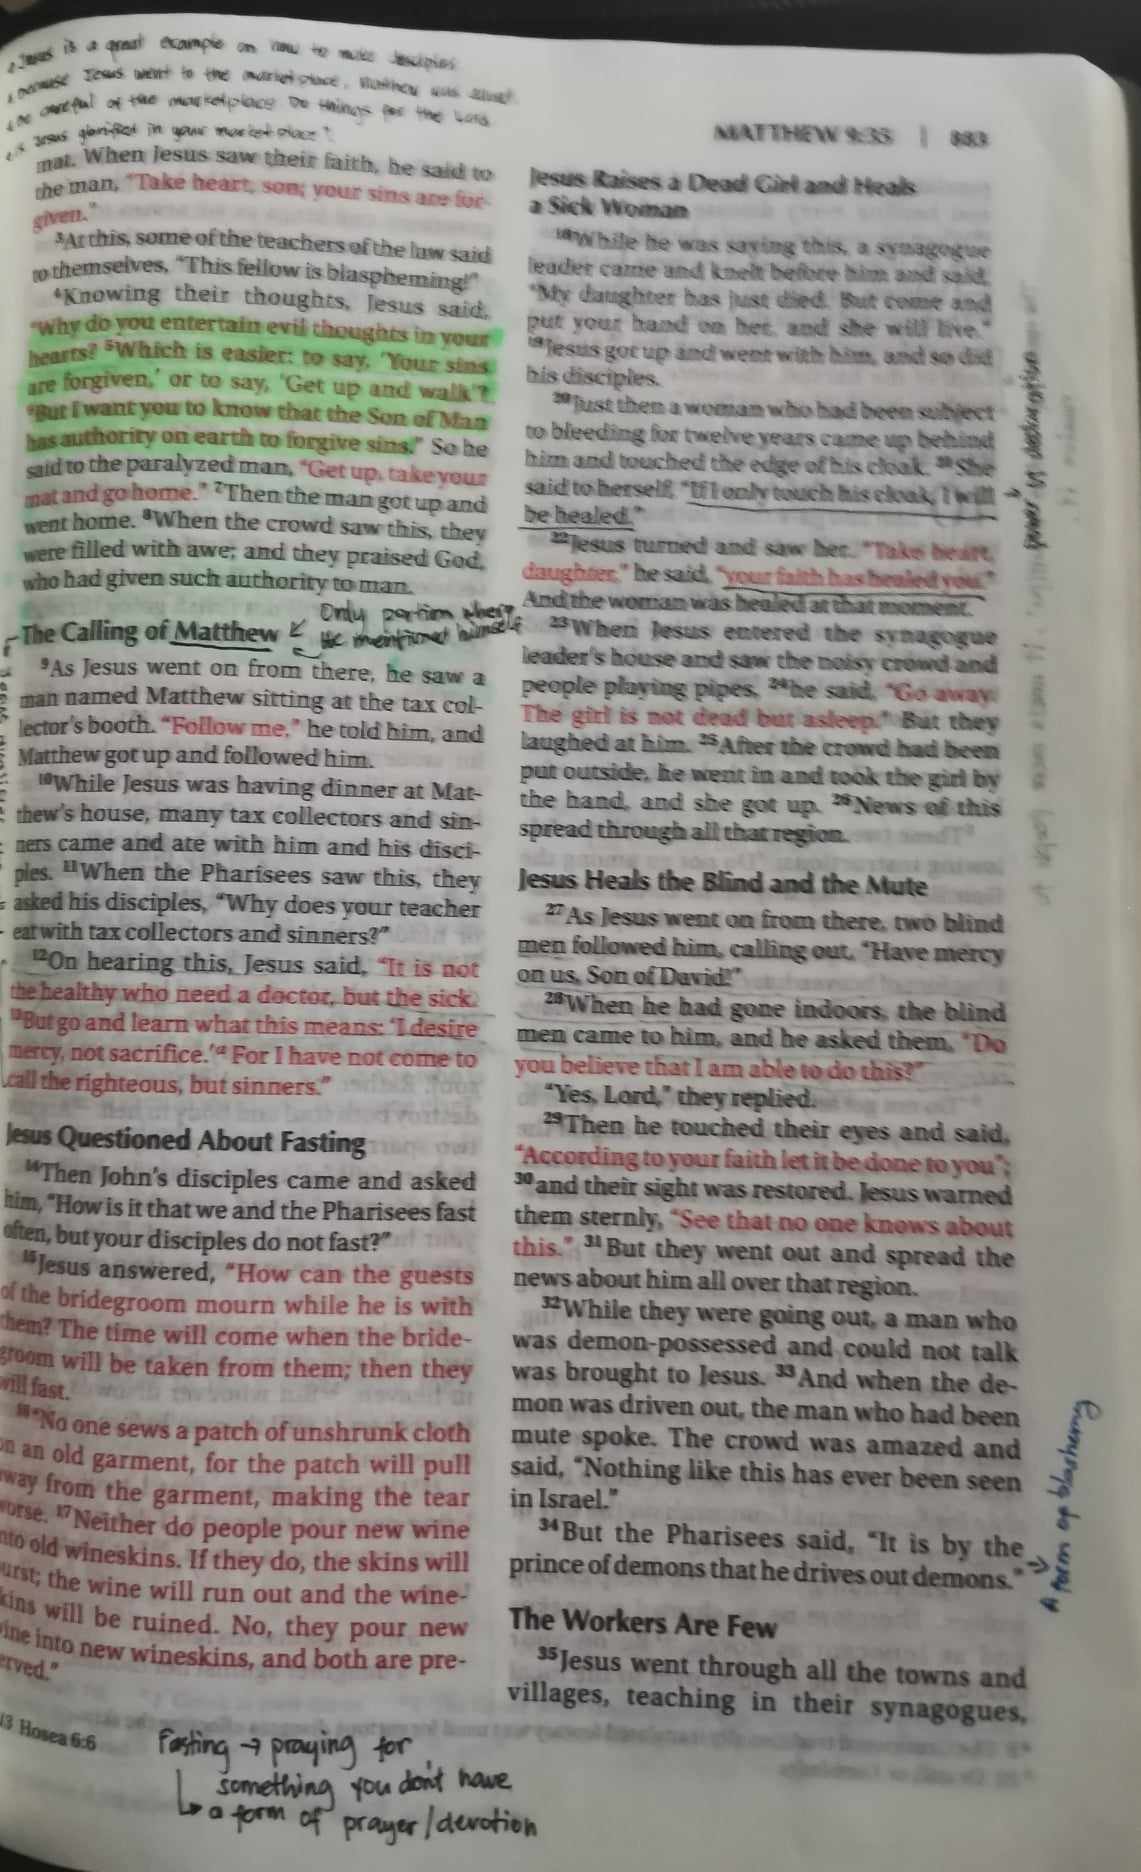 Jesus is a great example on how to make disciples
because Jesus went to the marketplace. Matthew was
Be careful of the marketplace Do things for the Lord
Jesus glorified in your marketplace?
MATTHEW 9:35 | 883
mat. When Jesus saw their faith, he said to
the man, “Take heart, son; your sins are for-
given.”
3At this, some of the teachers of the law said
to themselves, “This fellow is blaspheming!”
4Knowing their thoughts, Jesus said,
“Why do you entertain evil thoughts in your
hearts? 5Which is easier: to say, ‘Your sins
are forgiven,’ or to say, ‘Get up and walk’?
6But I want you to know that the Son of Man
has authority on earth to forgive sins.” So he
said to the paralyzed man, “Get up, take your
mat and go home.” 7Then the man got up and
went home. 8When the crowd saw this, they
were filled with awe; and they praised God,
who had given such authority to man.
Only portion where
He mentioned himself
The Calling of Matthew
9As Jesus went on from there, he saw a
man named Matthew sitting at the tax col-
lector’s booth. “Follow me,” he told him, and
Matthew got up and followed him.
10While Jesus was having dinner at Mat-
thew’s house, many tax collectors and sin-
ners came and ate with him and his disci-
ples. 11When the Pharisees saw this, they
asked his disciples, “Why does your teacher
eat with tax collectors and sinners?”
12On hearing this, Jesus said, “It is not
the healthy who need a doctor, but the sick.
13But go and learn what this means: ‘I desire
mercy, not sacrifice.’a For I have not come to
call the righteous, but sinners.”
Jesus Questioned About Fasting
14Then John’s disciples came and asked
him, “How is it that we and the Pharisees fast
often, but your disciples do not fast?”
15Jesus answered, “How can the guests
of the bridegroom mourn while he is with
them? The time will come when the bride-
groom will be taken from them; then they
will fast.
16“No one sews a patch of unshrunk cloth
on an old garment, for the patch will pull
away from the garment, making the tear
worse. 17Neither do people pour new wine
into old wineskins. If they do, the skins will
burst; the wine will run out and the wine-
skins will be ruined. No, they pour new
wine into new wineskins, and both are pre-
served.”
13 Hosea 6:6
Fasting → praying for
something you don't have
a form of prayer/devotion
Jesus Raises a Dead Girl and Heals
a Sick Woman
18While he was saying this, a synagogue
leader came and knelt before him and said,
“My daughter has just died. But come and
put your hand on her, and she will live.”
19Jesus got up and went with him, and so did
his disciples.
20Just then a woman who had been subject
to bleeding for twelve years came up behind
him and touched the edge of his cloak. 21She
said to herself, “If I only touch his cloak, I will
be healed.”
power of
22Jesus turned and saw her. “Take heart,
daughter,” he said, “your faith has healed you.”
And the woman was healed at that moment.
23When Jesus entered the synagogue
leader’s house and saw the noisy crowd and
people playing pipes, 24he said, “Go away.
The girl is not dead but asleep.” But they
laughed at him. 25After the crowd had been
put outside, he went in and took the girl by
the hand, and she got up. 26News of this
spread through all that region.
Jesus Heals the Blind and the Mute
27As Jesus went on from there, two blind
men followed him, calling out, “Have mercy
on us, Son of David!”
28When he had gone indoors, the blind
men came to him, and he asked them, “Do
you believe that I am able to do this?”
“Yes, Lord,” they replied.
29Then he touched their eyes and said,
“According to your faith let it be done to you”;
30and their sight was restored. Jesus warned
them sternly, “See that no one knows about
this.” 31But they went out and spread the
news about him all over that region.
32While they were going out, a man who
was demon-possessed and could not talk
was brought to Jesus. 33And when the de-
mon was driven out, the man who had been
mute spoke. The crowd was amazed and
said, “Nothing like this has ever been seen
in Israel.”
34But the Pharisees said, “It is by the
prince of demons that he drives out demons.”
A form of blashemy
The Workers Are Few
35Jesus went through all the towns and
villages, teaching in their synagogues,